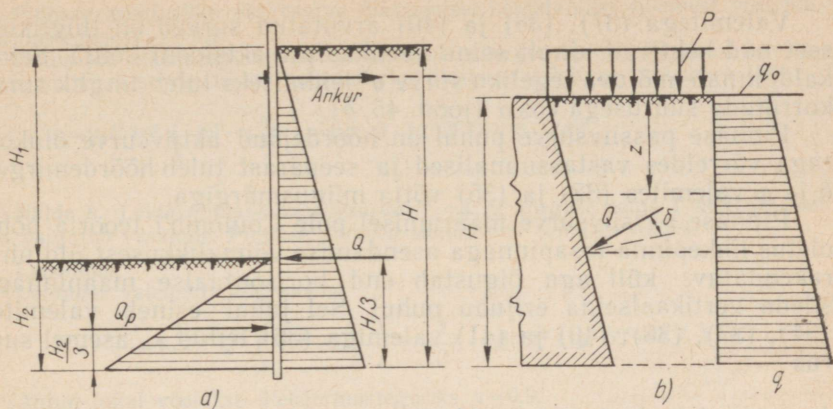 P
q₀
Ankur
H₁
H
z
H
Q
δ
Q
H/3
Qp
H₂
H₂/3
a)
b)
q